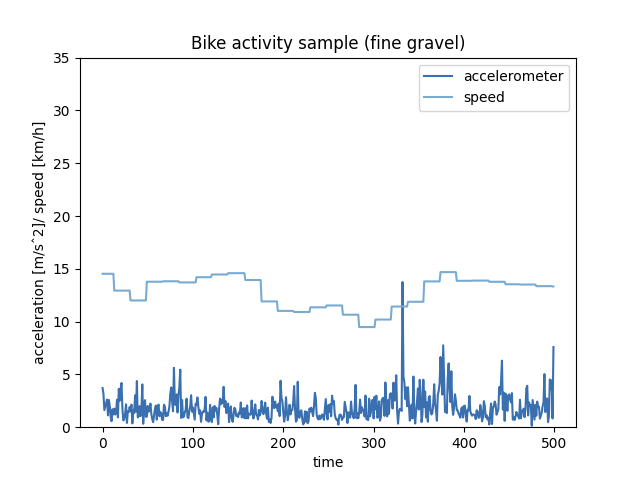 Bike activity sample (fine gravel)
accelerometer
speed
acceleration [m/sˆ2]/ speed [km/h]
35
30
25
20
15
10
5
0
0 100 200 300 400 500
time